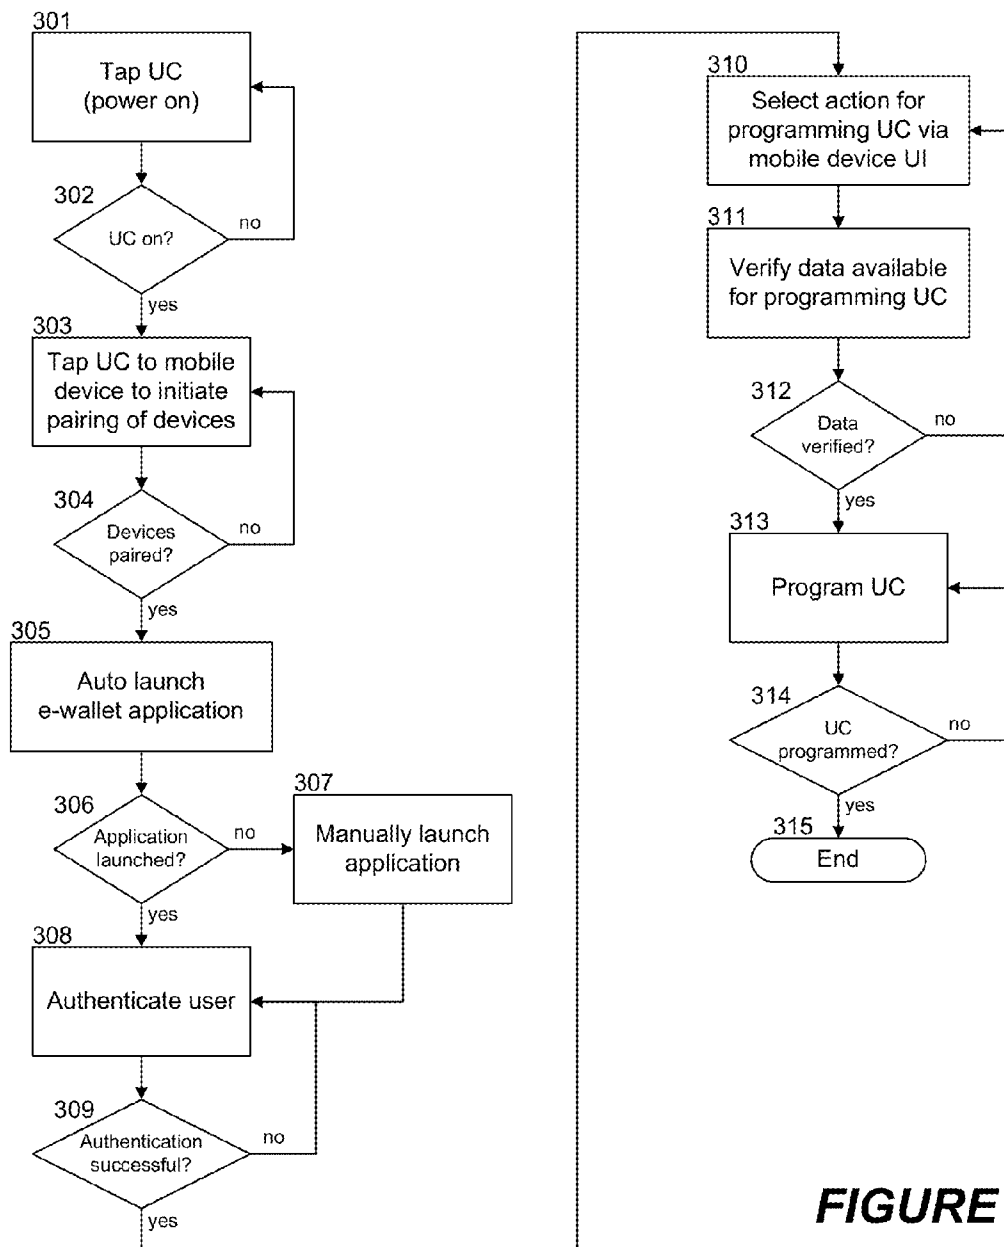 301
Tap UC
(power on)
302
UC on?
no
yes
303
Tap UC to mobile
device to initiate
pairing of devices
304
Devices
paired?
no
yes
305
Auto launch
e-wallet application
306
Application
launched?
no
307
Manually launch
application
yes
308
Authenticate user
309
Authentication
successful?
no
yes
310
Select action for
programming UC via
mobile device UI
311
Verify data available
for programming UC
312
Data
verified?
no
yes
313
Program UC
314
UC
programmed?
no
yes
315
End
FIGURE